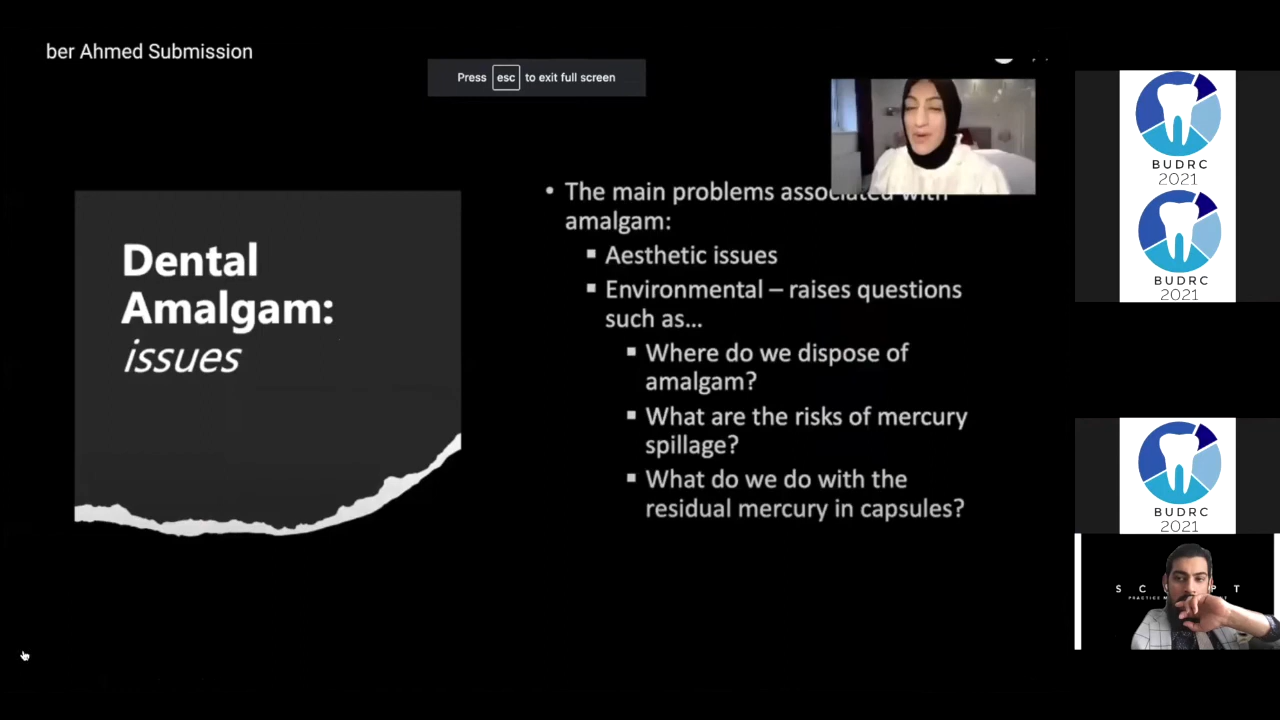 ber Ahmed Submission
Press esc to exit full screen
Dental
Amalgam:
issues
• The main problems associated with
amalgam:
▪ Aesthetic issues
▪ Environmental – raises questions
such as...
▪ Where do we dispose of
amalgam?
▪ What are the risks of mercury
spillage?
▪ What do we do with the
residual mercury in capsules?
BUDRC
2021
BUDRC
2021
BUDRC
2021